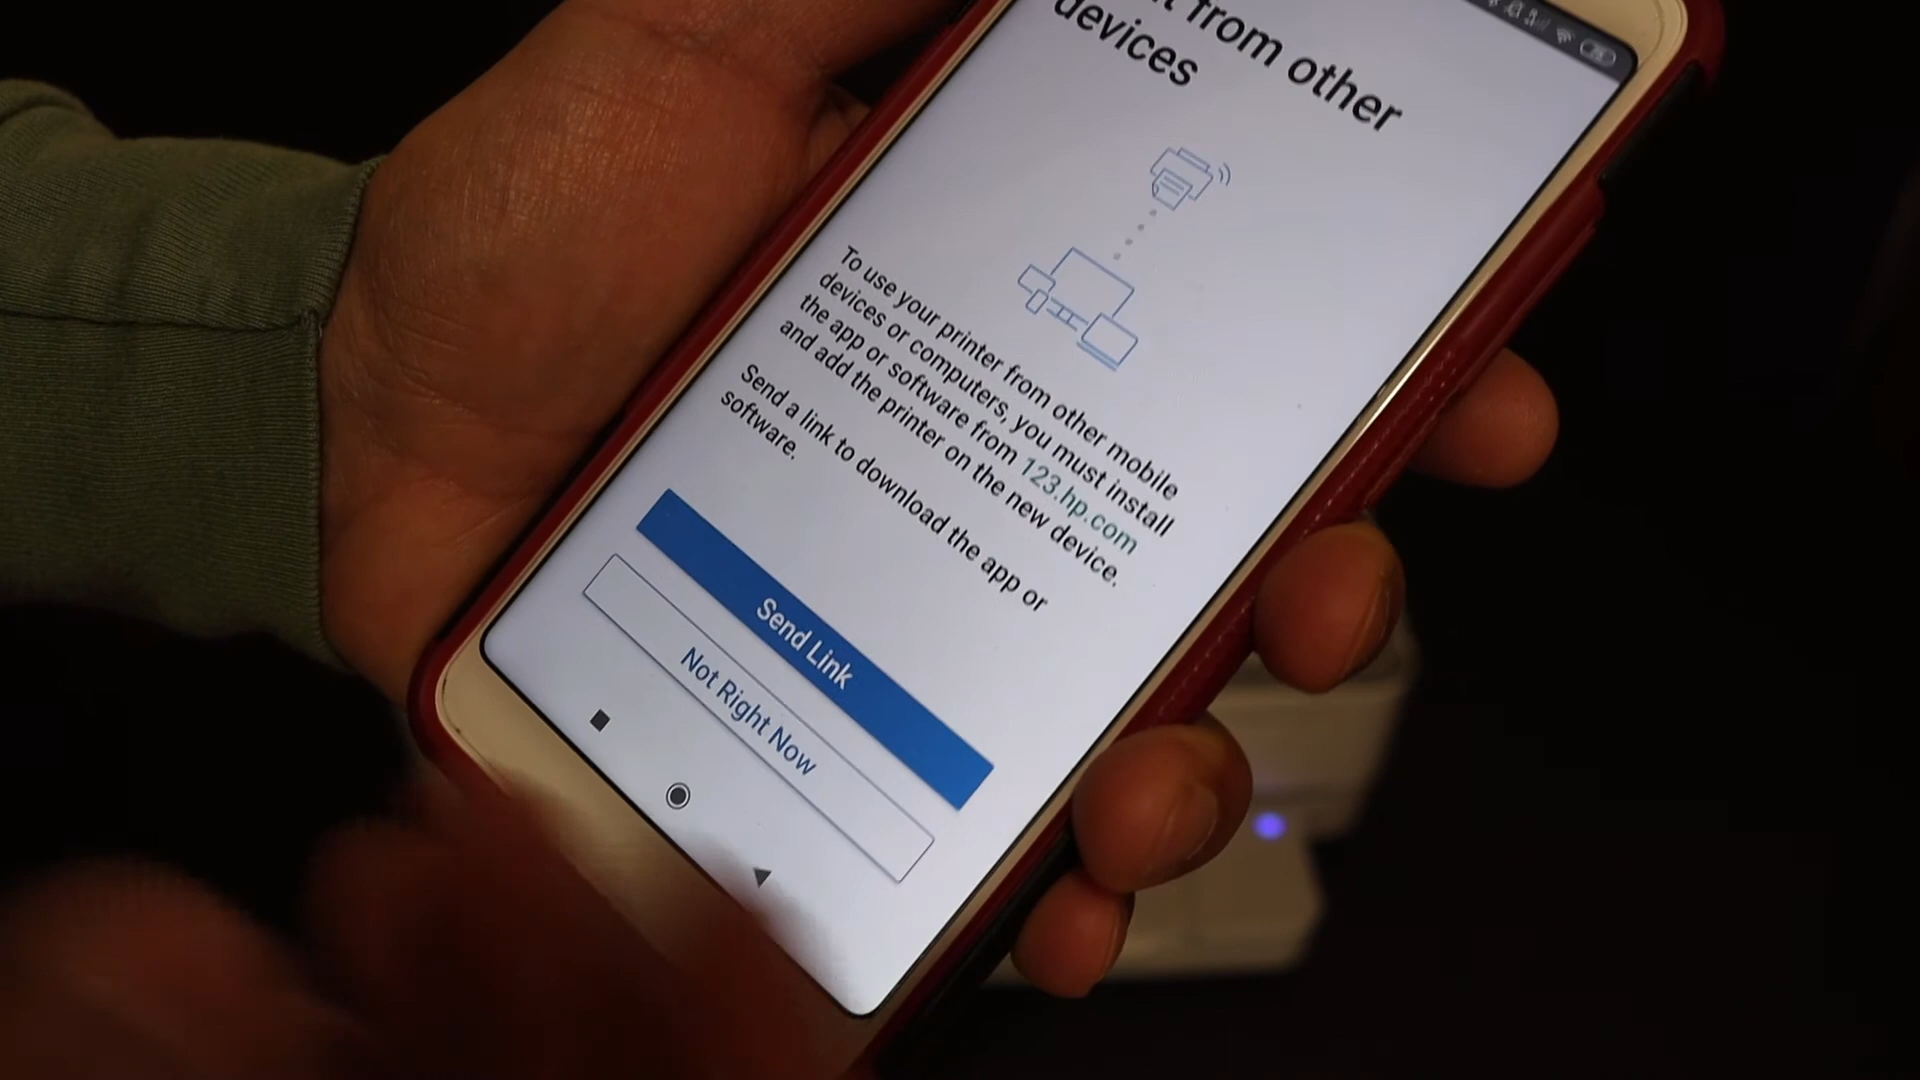 from other
devices
To use your printer from other mobile
devices or computers, you must install
the app or software from 123.hp.com
and add the printer on the new device.
Send a link to download the app or
software.
Send Link
Not Right Now